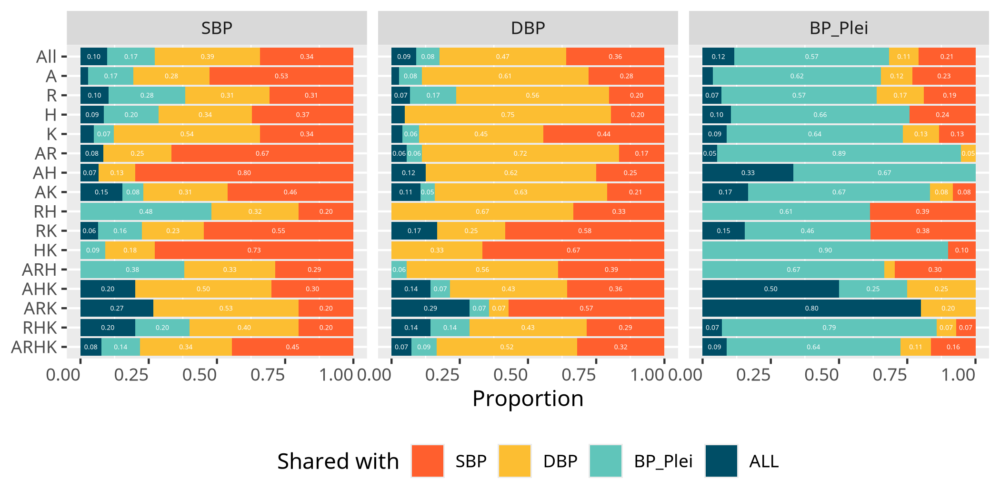 SBP DBP BP_Plei
All 0.10 0.17 0.39 0.34 0.09 0.08 0.47 0.36 0.12 0.57 0.11 0.21
A 0.17 0.28 0.53 0.08 0.61 0.28 0.62 0.12 0.23
R 0.10 0.28 0.31 0.31 0.07 0.17 0.56 0.20 0.07 0.57 0.17 0.19
H 0.09 0.20 0.34 0.37 0.75 0.20 0.10 0.66 0.24
K 0.07 0.54 0.34 0.06 0.45 0.44 0.09 0.64 0.13 0.13
AR 0.08 0.25 0.67 0.06 0.06 0.72 0.17 0.05 0.89 0.05
AH 0.07 0.13 0.80 0.12 0.62 0.25 0.33 0.67
AK 0.15 0.08 0.31 0.46 0.11 0.05 0.63 0.21 0.17 0.67 0.08 0.08
RH 0.48 0.32 0.20 0.67 0.33 0.61 0.39
RK 0.06 0.16 0.23 0.55 0.17 0.25 0.58 0.15 0.46 0.38
HK 0.09 0.18 0.73 0.33 0.67 0.90 0.10
ARH 0.38 0.33 0.29 0.06 0.56 0.39 0.67 0.30
AHK 0.20 0.50 0.30 0.14 0.07 0.43 0.36 0.50 0.25 0.25
ARK 0.27 0.53 0.20 0.29 0.07 0.07 0.57 0.80 0.20
RHK 0.20 0.20 0.40 0.20 0.14 0.14 0.43 0.29 0.07 0.79 0.07 0.07
ARHK 0.08 0.14 0.34 0.45 0.07 0.09 0.52 0.32 0.09 0.64 0.11 0.16
0.00 0.25 0.50 0.75 1.00 0.00 0.25 0.50 0.75 1.00 0.00 0.25 0.50 0.75 1.00
Proportion
Shared with SBP DBP BP_Plei ALL